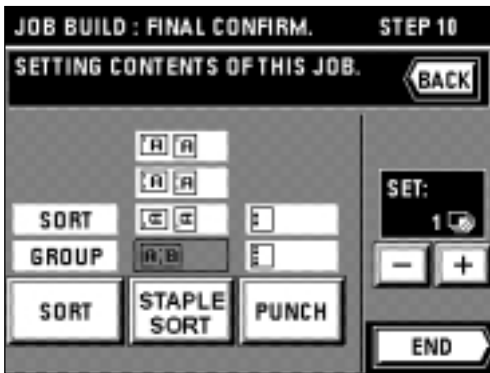 JOB BUILD : FINAL CONFIRM. STEP 10
SETTING CONTENTS OF THIS JOB.
BACK
A A
A A
SET:
1
SORT
GROUP
A B
- +
SORT
STAPLE
SORT
PUNCH
END